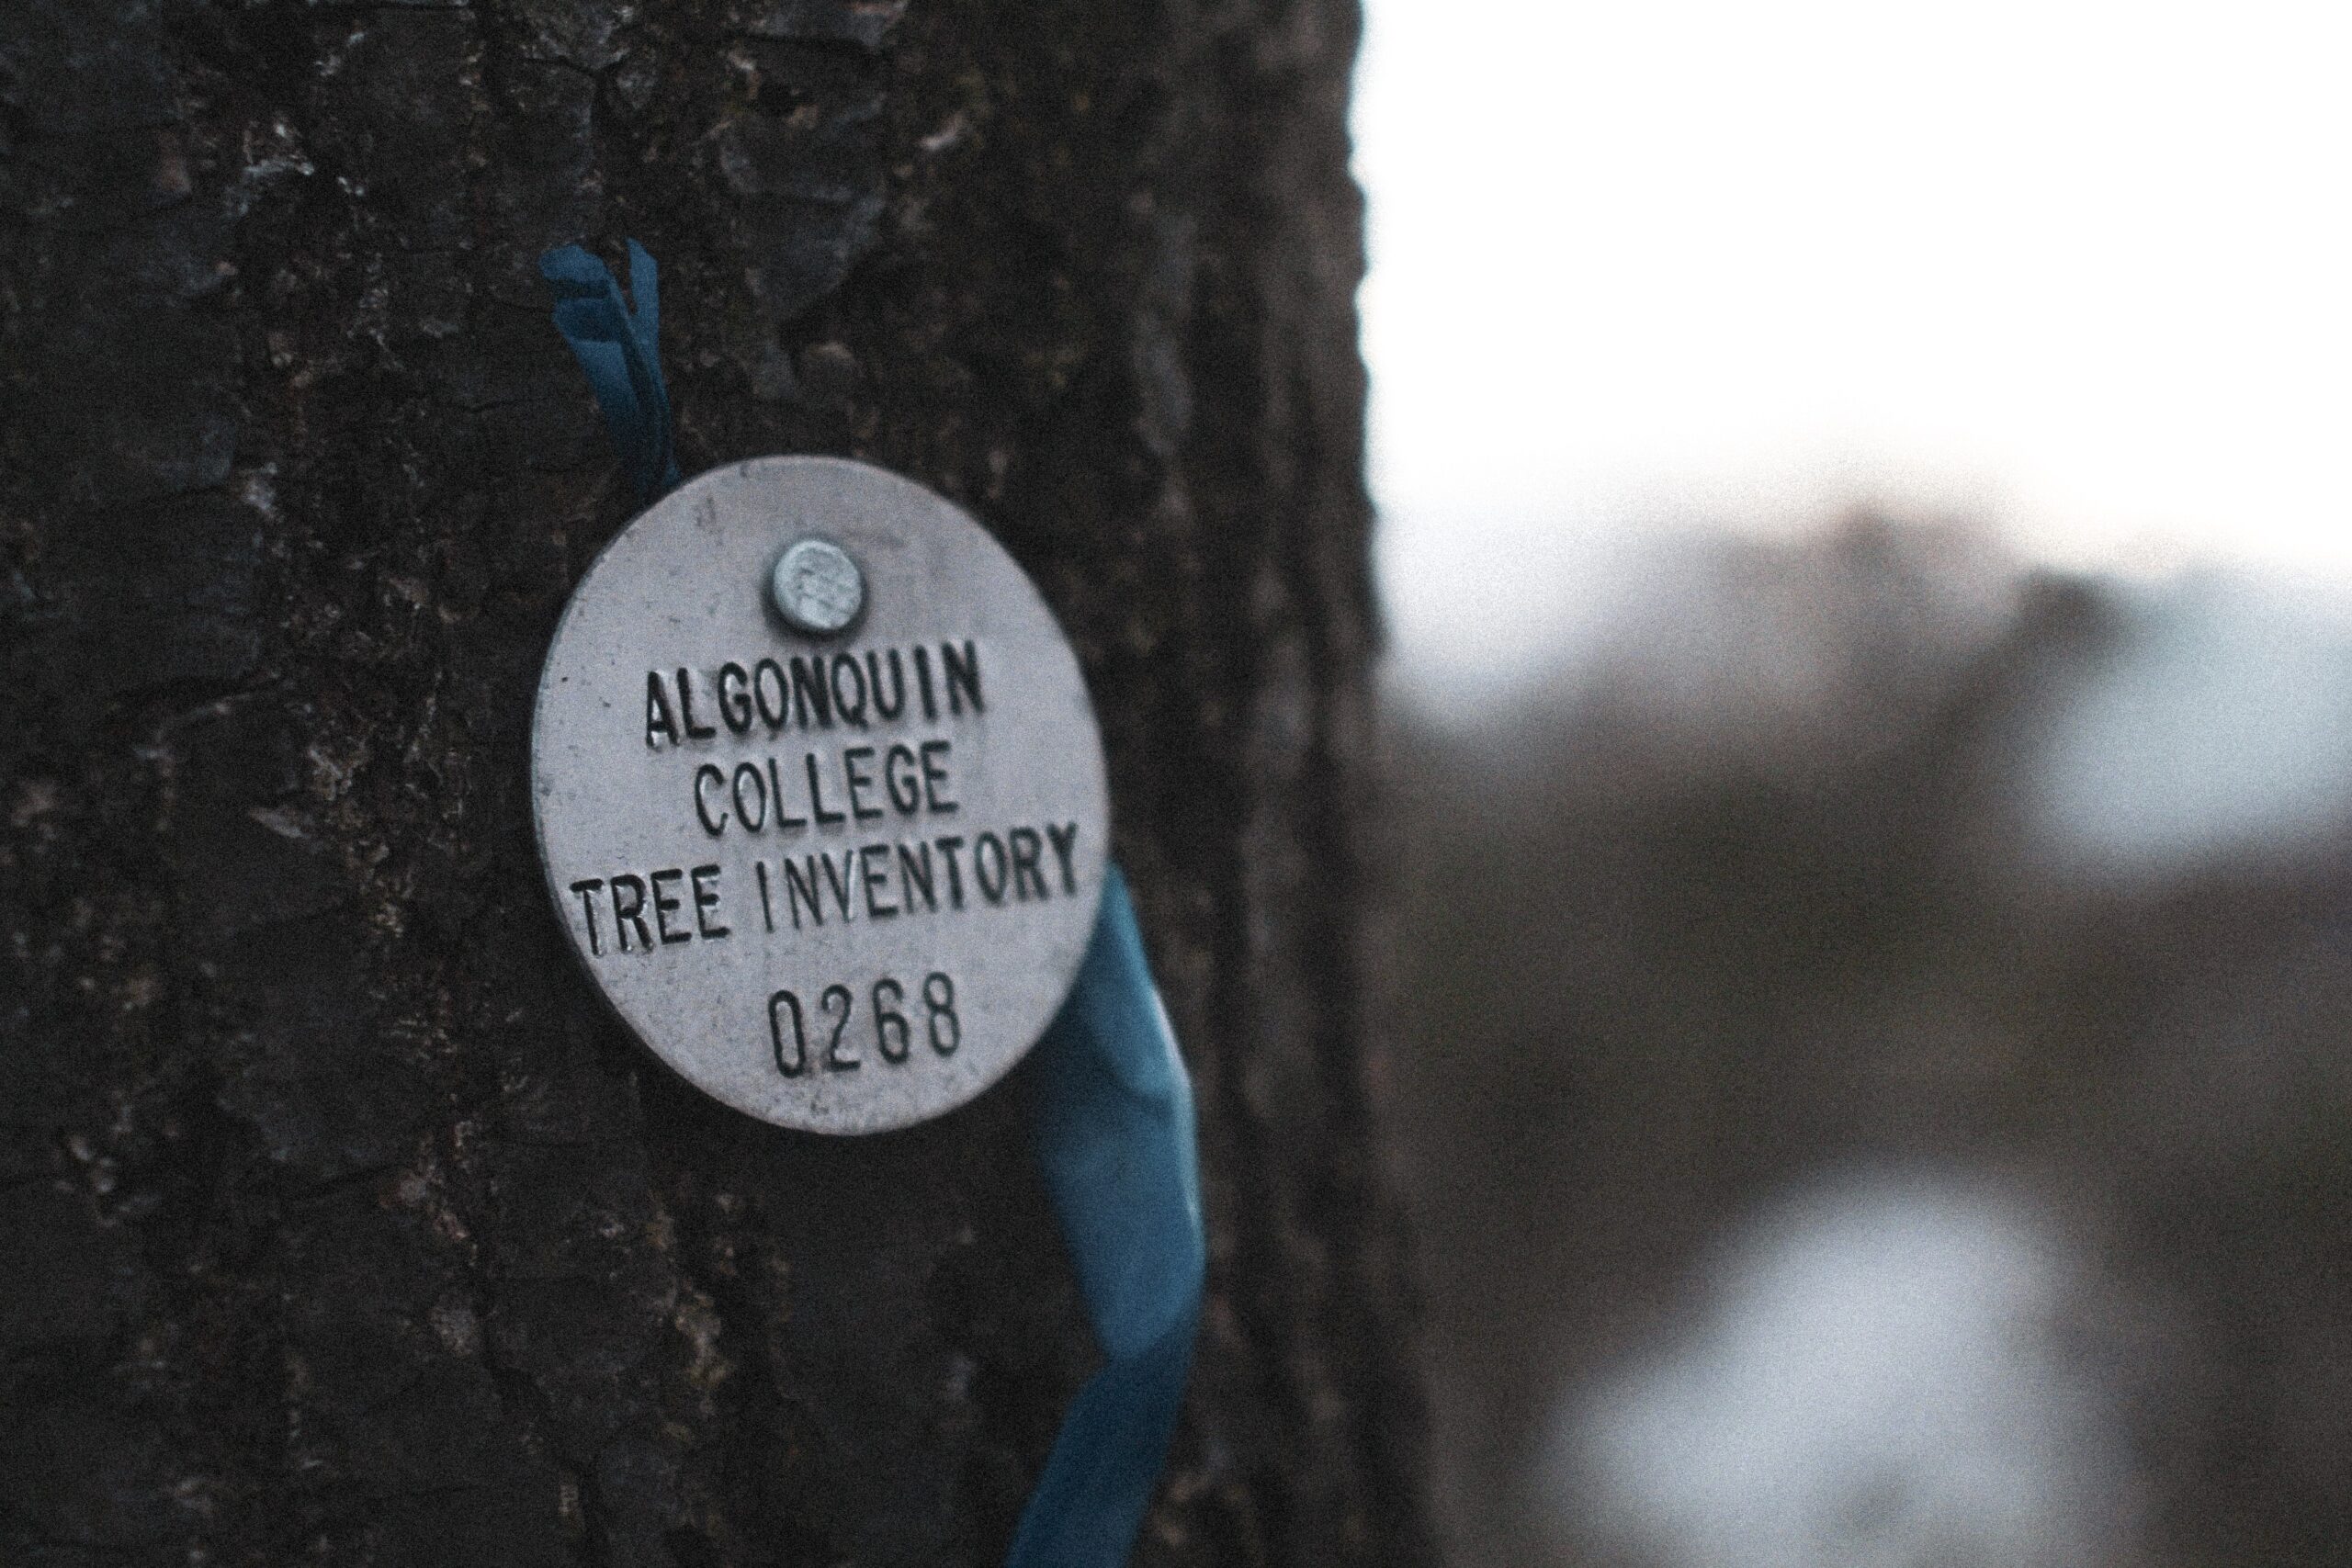 ALGONQUIN
COLLEGE
TREE INVENTORY
0268